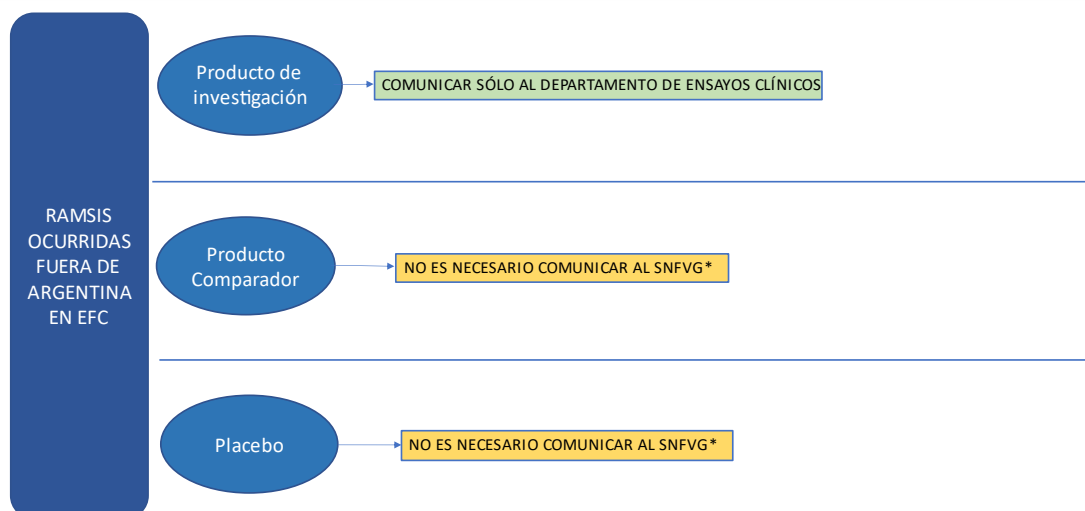 RAMSIS
OCURRIDAS
FUERA DE
ARGENTINA
EN EFC
Producto de
investigación
COMUNICAR SÓLO AL DEPARTAMENTO DE ENSAYOS CLÍNICOS
Producto
Comparador
NO ES NECESARIO COMUNICAR AL SNFVG*
Placebo
NO ES NECESARIO COMUNICAR AL SNFVG*